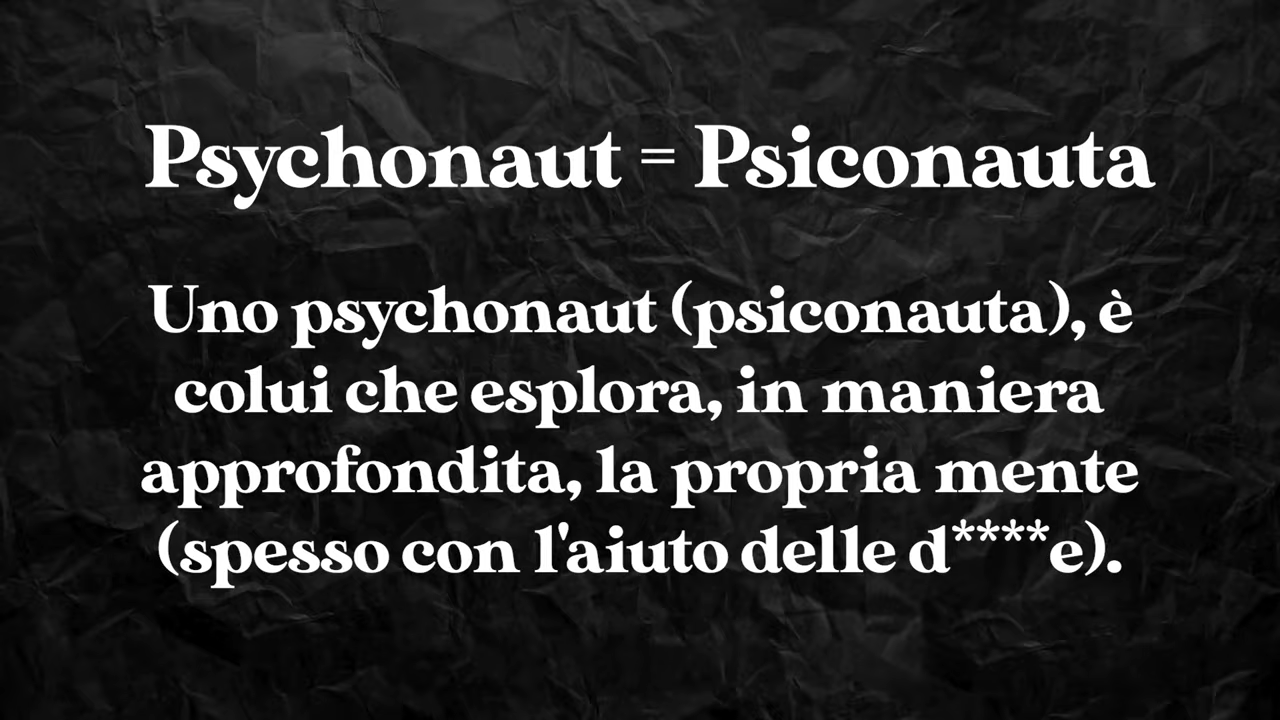 Psychonaut = Psiconauta
Uno psychonaut (psiconauta), è
colui che esplora, in maniera
approfondita, la propria mente
(spesso con l'aiuto delle d****e).